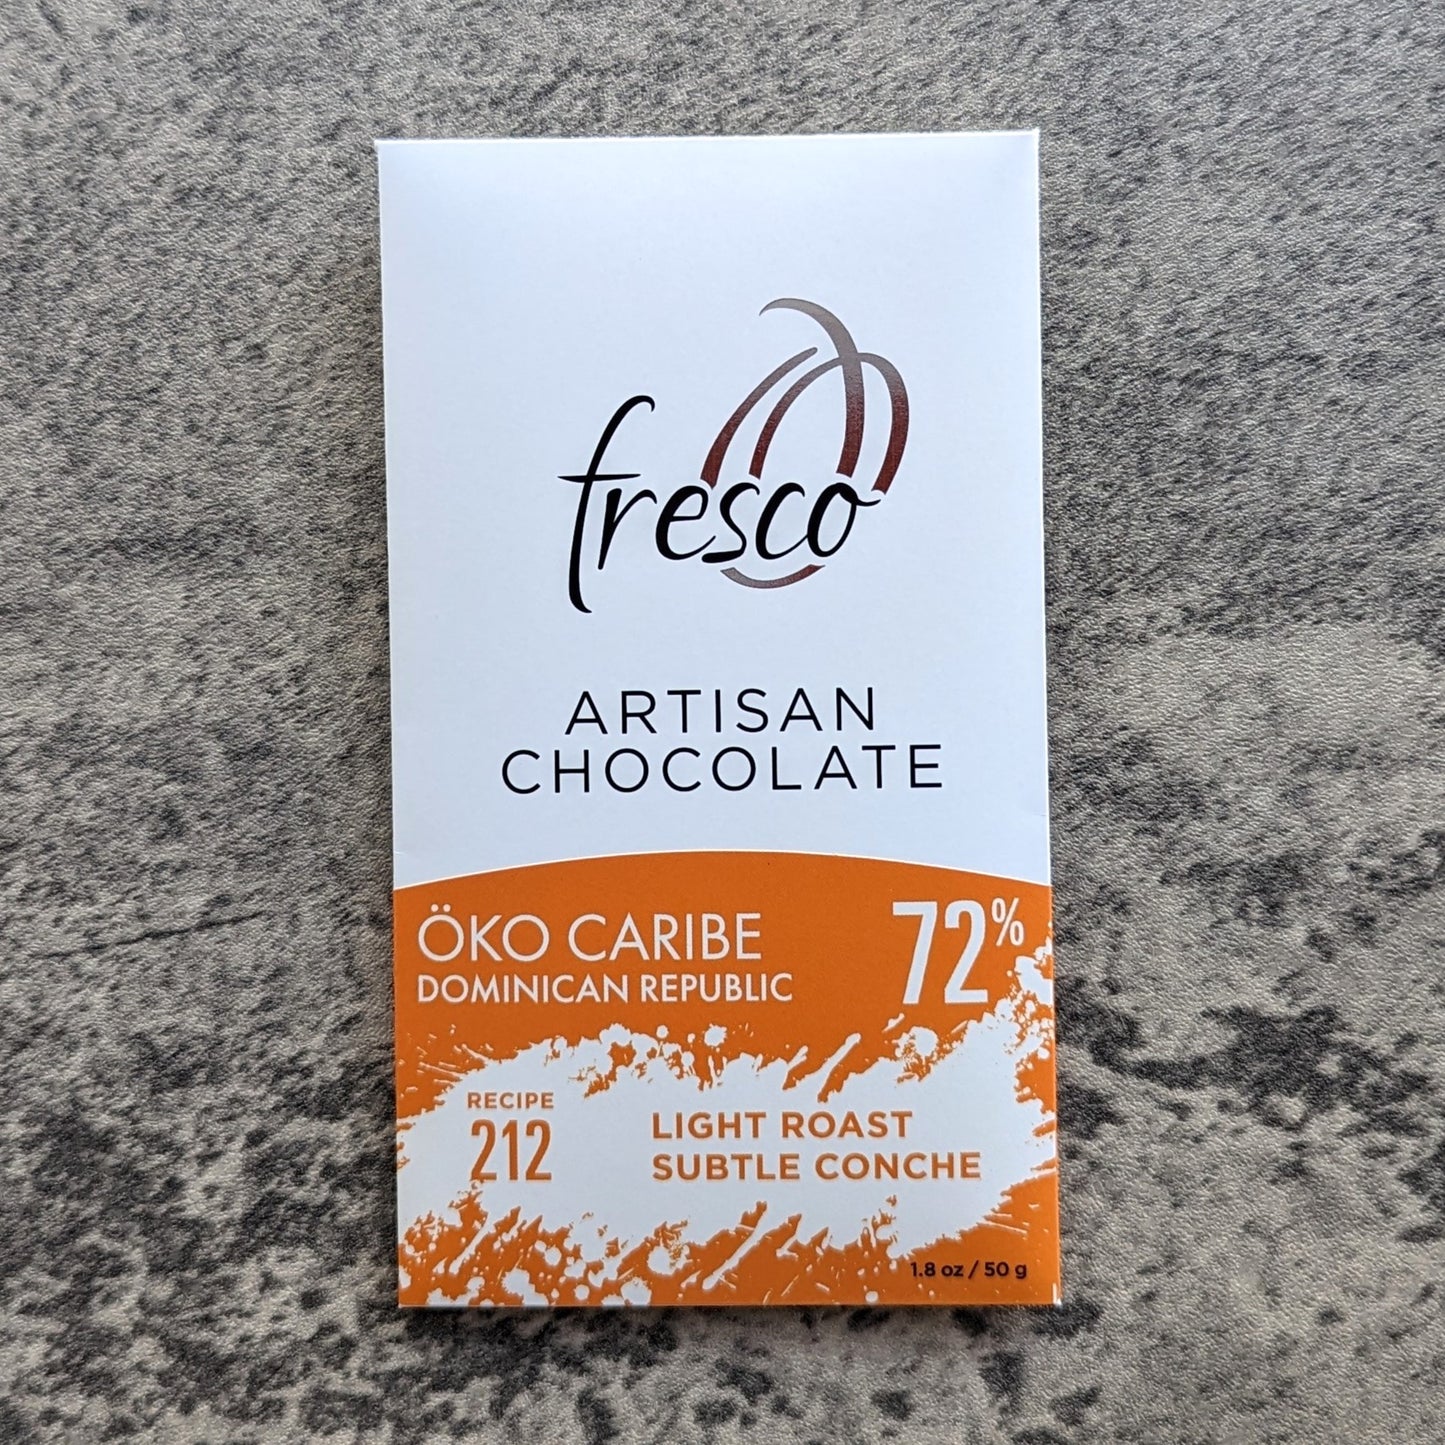 fresco
ARTISAN
CHOCOLATE
ÖKO CARIBE
DOMINICAN REPUBLIC
72%
RECIPE
212
LIGHT ROAST
SUBTLE CONCHE
1.8 oz / 50 g